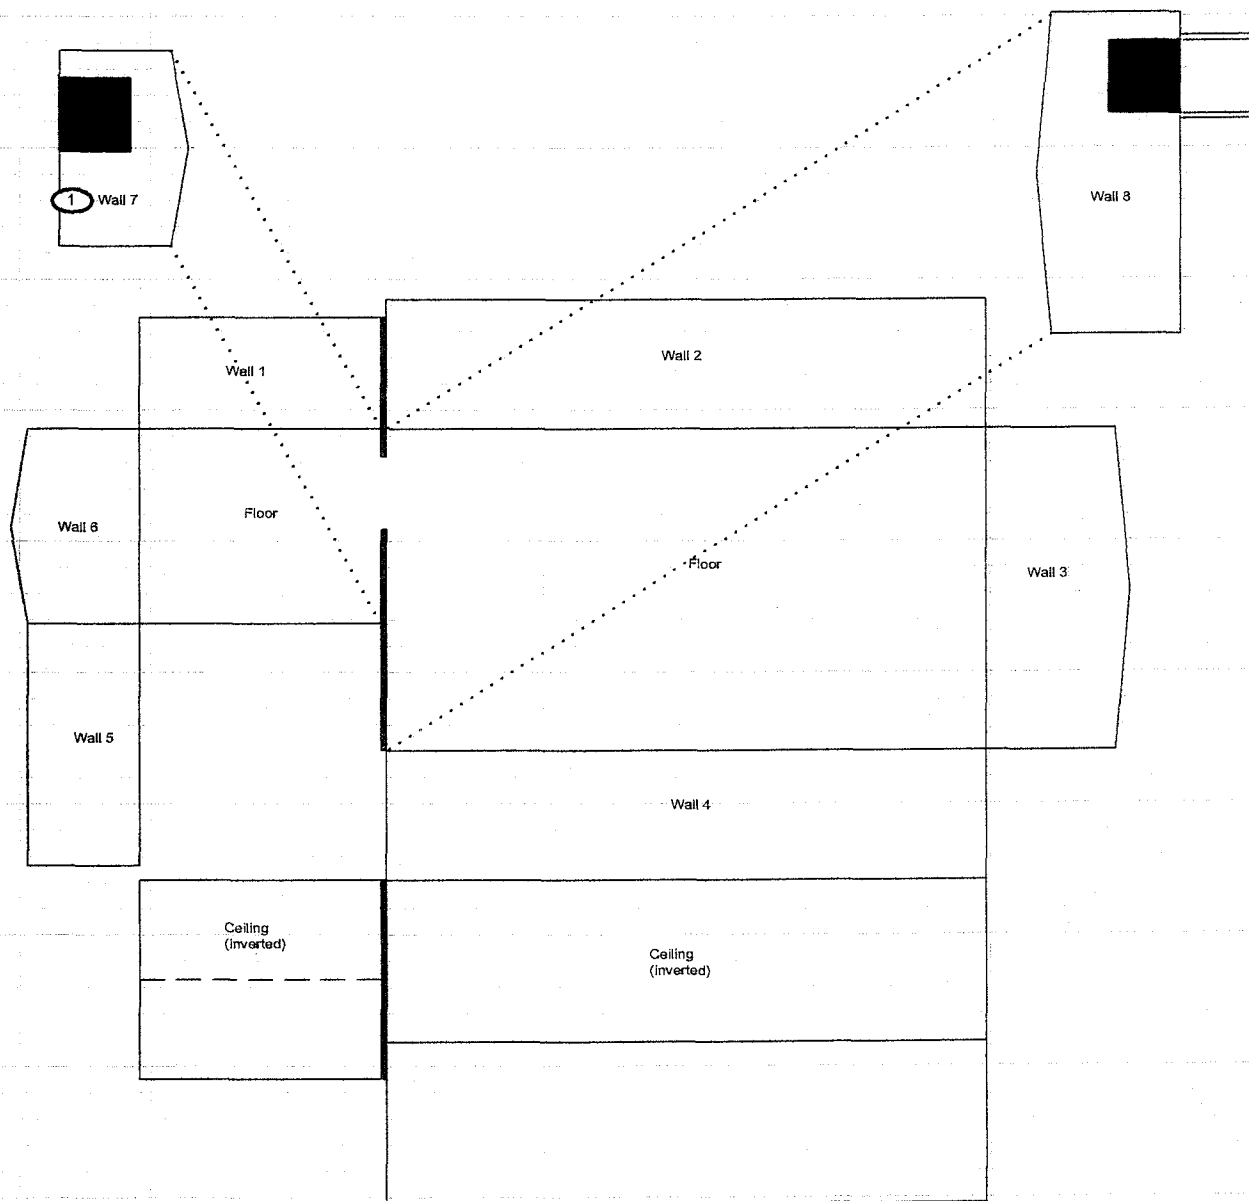 1 Wall 7
Wall 8
Wall 1
Wall 2
Wall 6
Floor
Floor
Wall 3
Wall 5
Wall 4
Ceiling
(inverted)
Ceiling
(inverted)